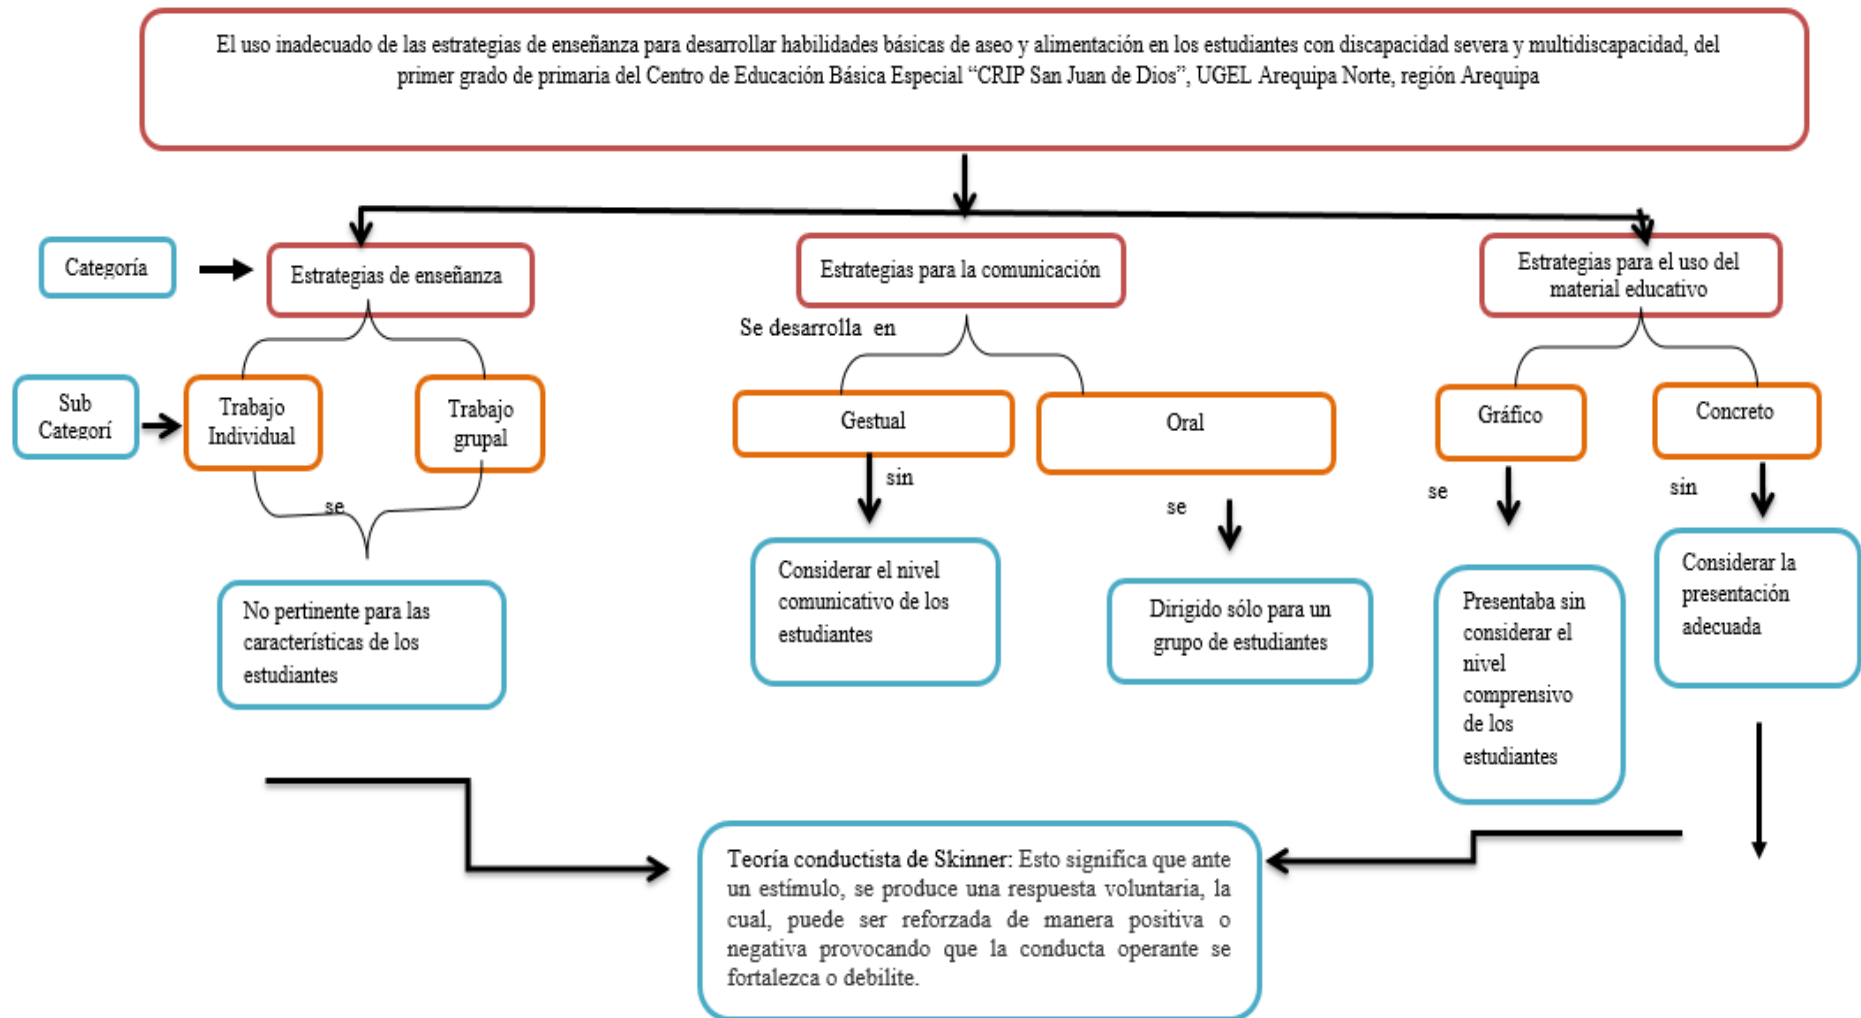 El uso inadecuado de las estrategias de enseñanza para desarrollar habilidades básicas de aseo y alimentación en los estudiantes con discapacidad severa y multidiscapacidad, del
primer grado de primaria del Centro de Educación Básica Especial “CRIP San Juan de Dios”, UGEL Arequipa Norte, región Arequipa
Categoría
Estrategias de enseñanza
Estrategias para la comunicación
Estrategias para el uso del
material educativo
Se desarrolla en
Sub
Categorí
Trabajo
Individual
Trabajo
grupal
Gestual
Oral
Gráfico
Concreto
se
sin
se
se
sin
No pertinente para las
características de los
estudiantes
Considerar el nivel
comunicativo de los
estudiantes
Dirigido sólo para un
grupo de estudiantes
Presentaba sin
considerar el
nivel
comprensivo
de los
estudiantes
Considerar la
presentación
adecuada
Teoría conductista de Skinner: Esto significa que ante
un estímulo, se produce una respuesta voluntaria, la
cual, puede ser reforzada de manera positiva o
negativa provocando que la conducta operante se
fortalezca o debilite.